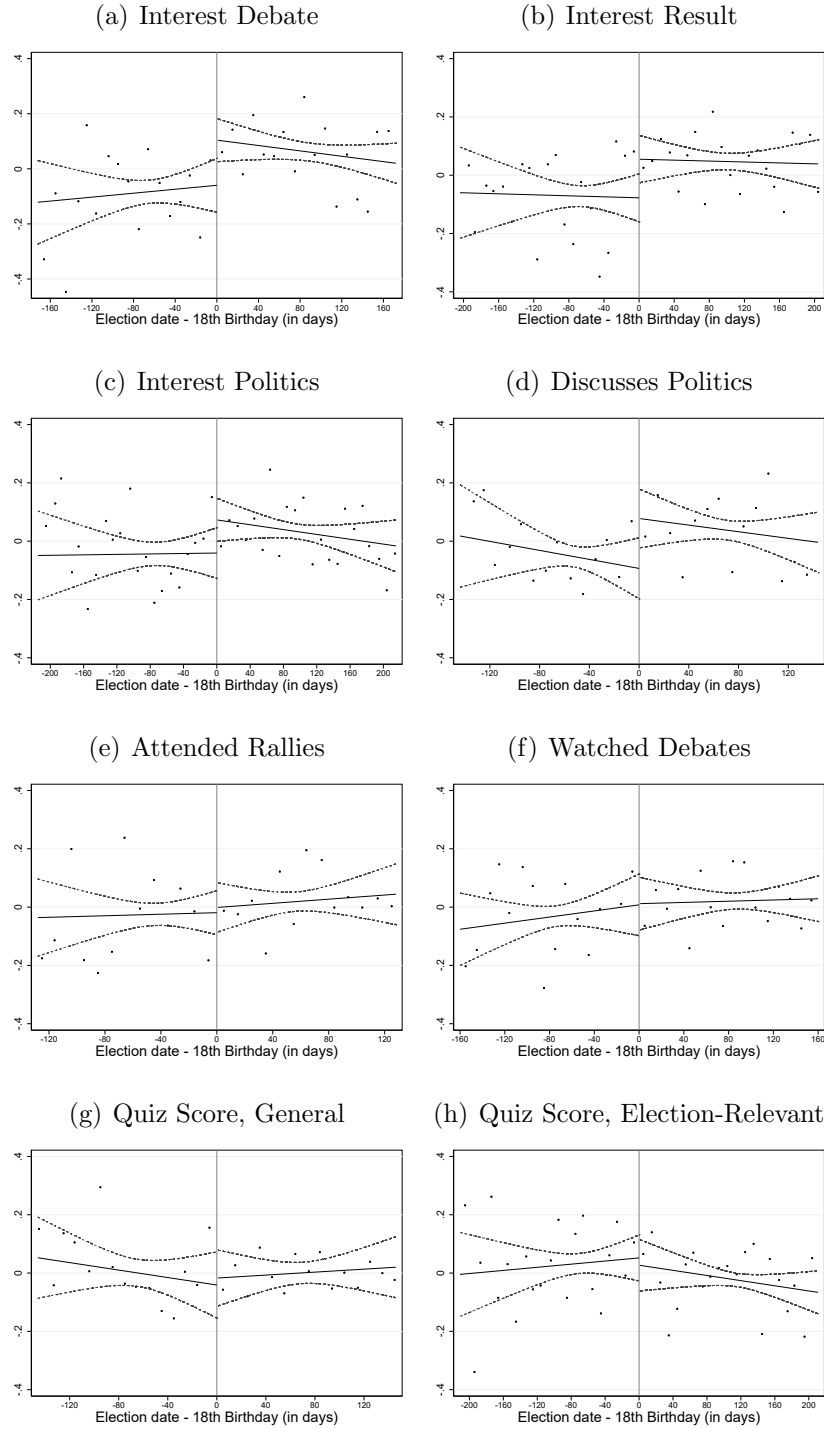 (a) Interest Debate
.4
.2
0
-.2
-.4
-160 -120 -80 -40 0 40 80 120 160
Election date - 18th Birthday (in days)
(b) Interest Result
.4
.2
0
-.2
-.4
-200 -160 -120 -80 -40 0 40 80 120 160 200
Election date - 18th Birthday (in days)
(c) Interest Politics
.4
.2
0
-.2
-.4
-200 -160 -120 -80 -40 0 40 80 120 160 200
Election date - 18th Birthday (in days)
(d) Discusses Politics
.4
.2
0
-.2
-.4
-120 -80 -40 0 40 80 120
Election date - 18th Birthday (in days)
(e) Attended Rallies
.4
.2
0
-.2
-.4
-120 -80 -40 0 40 80 120
Election date - 18th Birthday (in days)
(f) Watched Debates
.4
.2
0
-.2
-.4
-160 -120 -80 -40 0 40 80 120 160
Election date - 18th Birthday (in days)
(g) Quiz Score, General
.4
.2
0
-.2
-.4
-120 -80 -40 0 40 80 120
Election date - 18th Birthday (in days)
(h) Quiz Score, Election-Relevant
.4
.2
0
-.2
-.4
-200 -160 -120 -80 -40 0 40 80 120 160 200
Election date - 18th Birthday (in days)